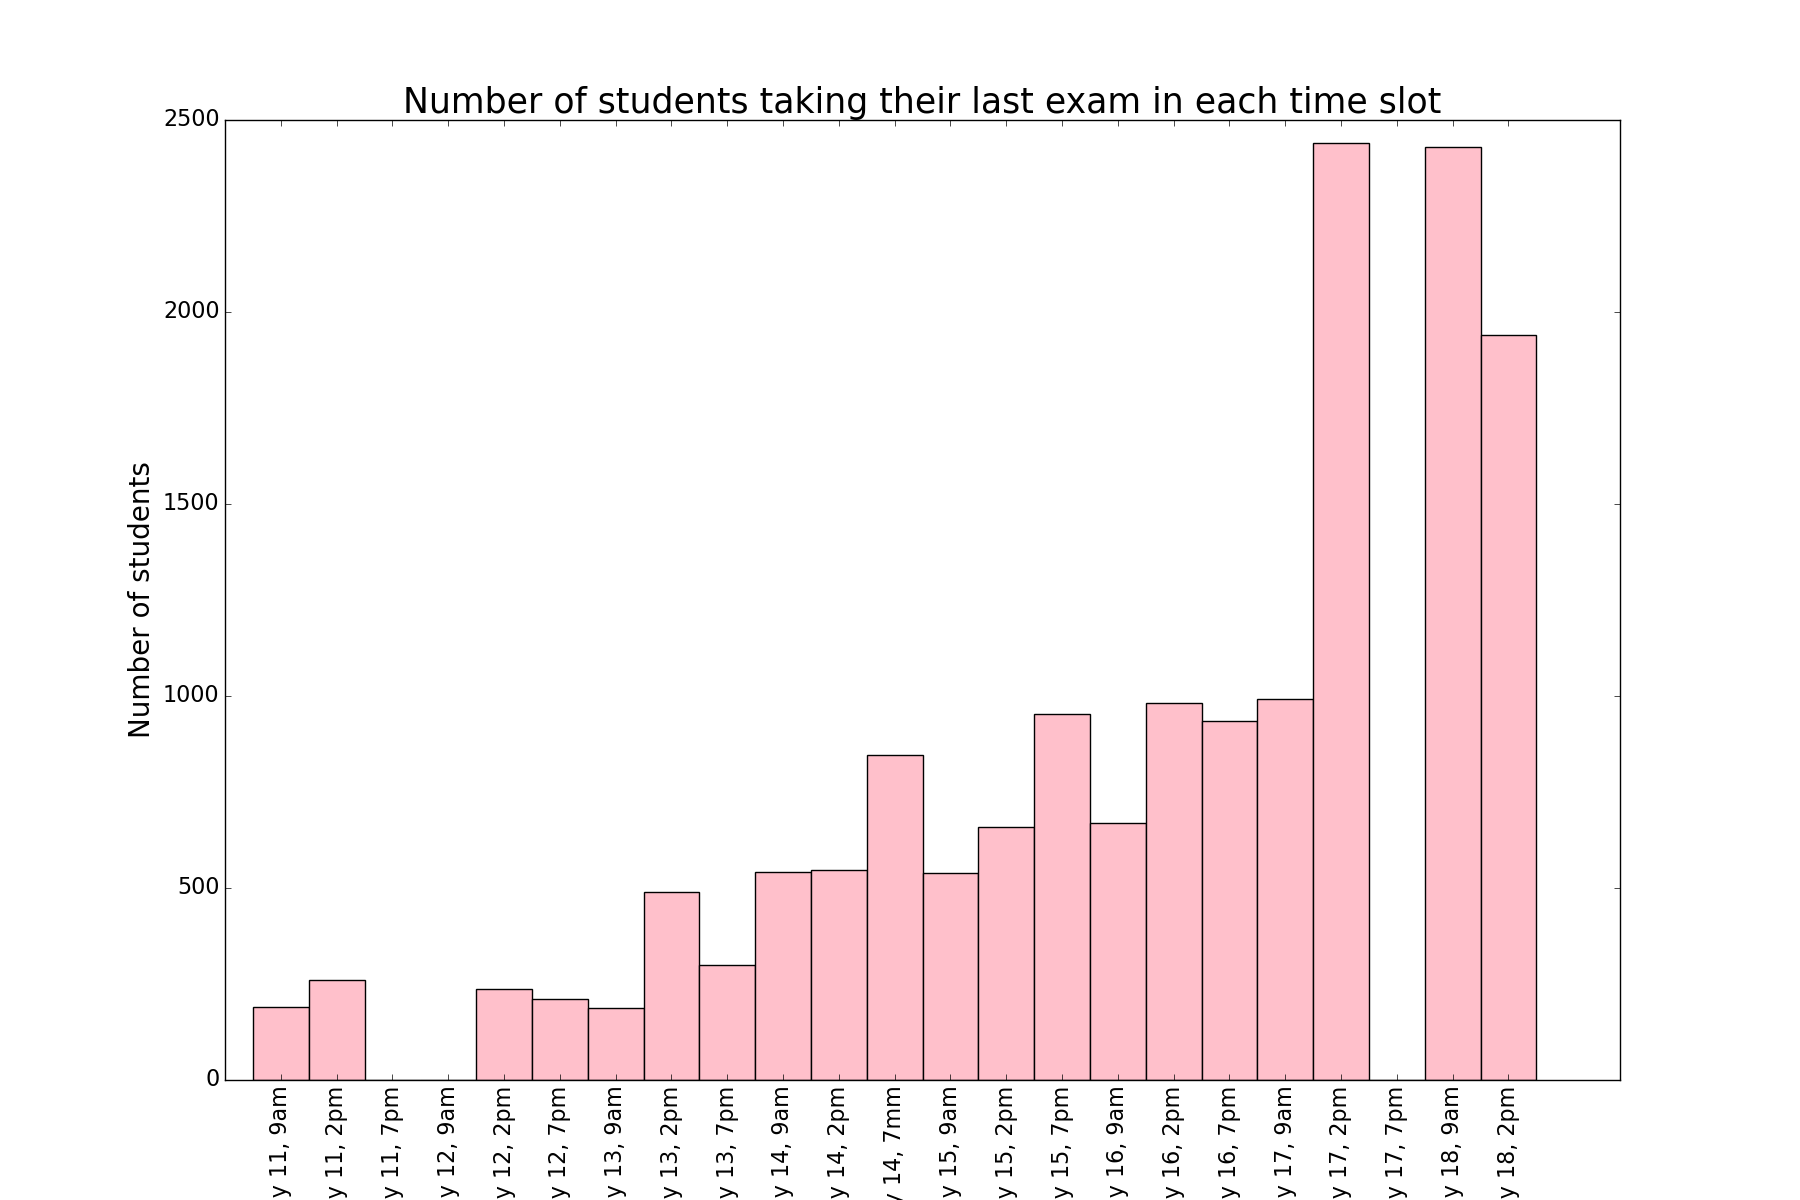 Number of students taking their last exam in each time slot
2500
2000
1500
1000
500
0
Number of students
y 11, 9am
y 11, 2pm
y 11, 7pm
y 12, 9am
y 12, 2pm
y 12, 7pm
y 13, 9am
y 13, 2pm
y 13, 7pm
y 14, 9am
y 14, 2pm
y 14, 7mm
y 15, 9am
y 15, 2pm
y 15, 7pm
y 16, 9am
y 16, 2pm
y 16, 7pm
y 17, 9am
y 17, 2pm
y 17, 7pm
y 18, 9am
y 18, 2pm